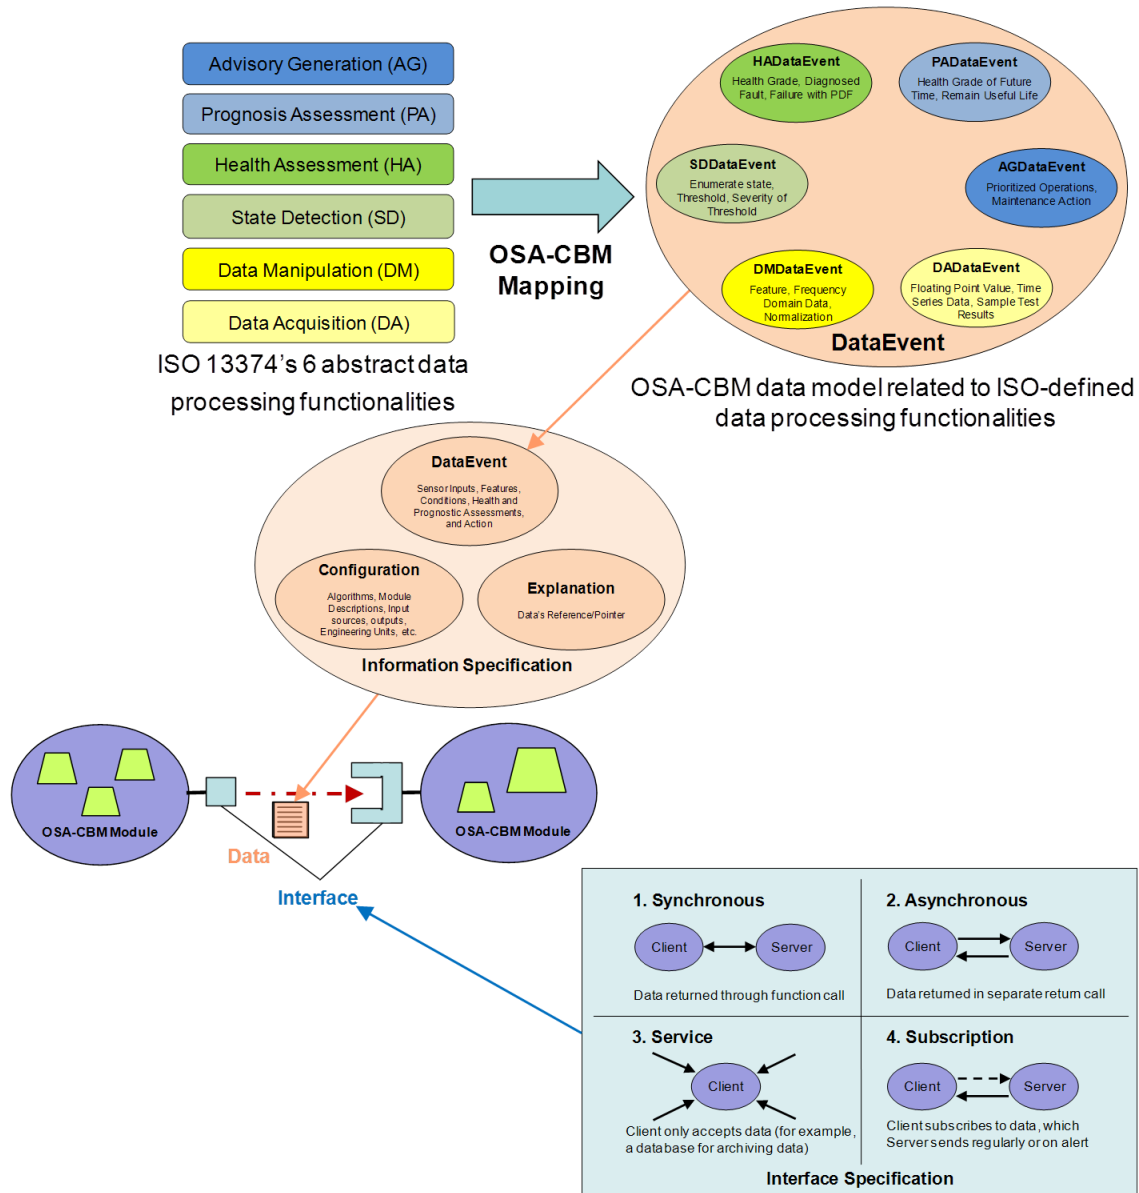 Advisory Generation (AG)
Prognosis Assessment (PA)
Health Assessment (HA)
State Detection (SD)
Data Manipulation (DM)
Data Acquisition (DA)
ISO 13374's 6 abstract data
processing functionalities
OSA-CBM
Mapping
HADataEvent
Health Grade, Diagnosed
Fault, Failure with PDF
PADataEvent
Health Grade of Future
Time, Remain Useful Life
SDDataEvent
Enumerate state,
Threshold, Severity of
Threshold
AGDataEvent
Prioritized Operations,
Maintenance Action
DMDataEvent
Feature, Frequency
Domain Data,
Normalization
DADataEvent
Floating Point Value, Time
Series Data, Sample Test
Results
DataEvent
OSA-CBM data model related to ISO-defined
data processing functionalities
DataEvent
Sensor Inputs, Features,
Conditions, Health and
Prognostic Assessments,
and Action
Configuration
Algorithms, Module
Descriptions, Input
sources, outputs,
Engineering Units, etc.
Explanation
Data's Reference/Pointer
Information Specification
OSA-CBM Module
OSA-CBM Module
Data
Interface
1. Synchronous
Client
Server
Data returned through function call
2. Asynchronous
Client
Server
Data returned in separate return call
3. Service
Client
Client only accepts data (for example,
a database for archiving data)
4. Subscription
Client
Server
Client subscribes to data, which
Server sends regularly or on alert
Interface Specification